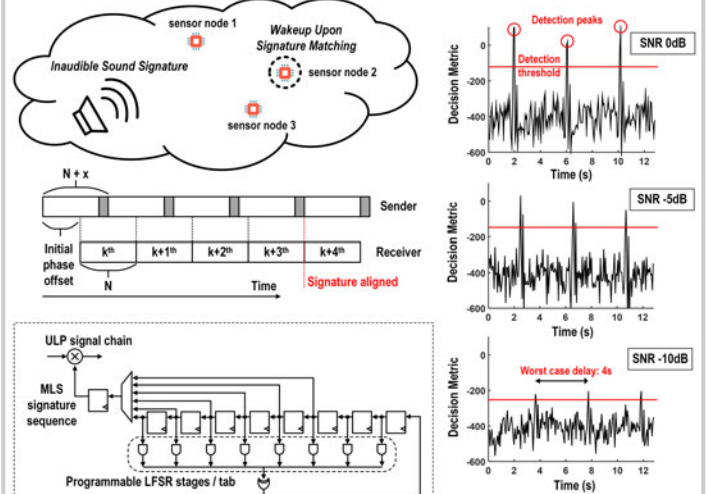 sensor node 1
Wakeup Upon
Signature Matching
Inaudible Sound Signature
sensor node 2
sensor node 3
N + x
Sender
Initial
phase
offset
kth
k+1th
k+2th
k+3th
k+4th
Receiver
N
Time
Signature aligned
ULP signal chain
MLS
signature
sequence
Programmable LFSR stages / tab
Detection peaks
SNR 0dB
Detection
threshold
Decision Metric
0
-200
-400
-600
0 2 4 6 8 10 12
Time (s)
SNR -5dB
Decision Metric
0
-200
-400
-600
0 2 4 6 8 10 12
Time (s)
SNR -10dB
Worst case delay: 4s
Decision Metric
0
-200
-400
-600
0 2 4 6 8 10 12
Time (s)